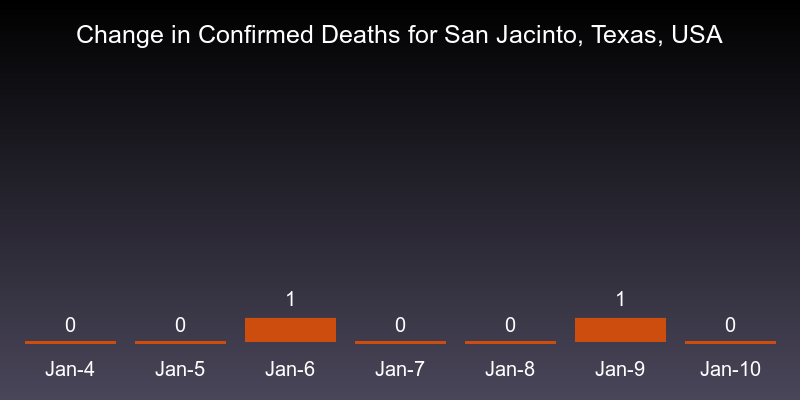 Change in Confirmed Deaths for San Jacinto, Texas, USA
0 0 1 0 0 1 0
Jan-4 Jan-5 Jan-6 Jan-7 Jan-8 Jan-9 Jan-10